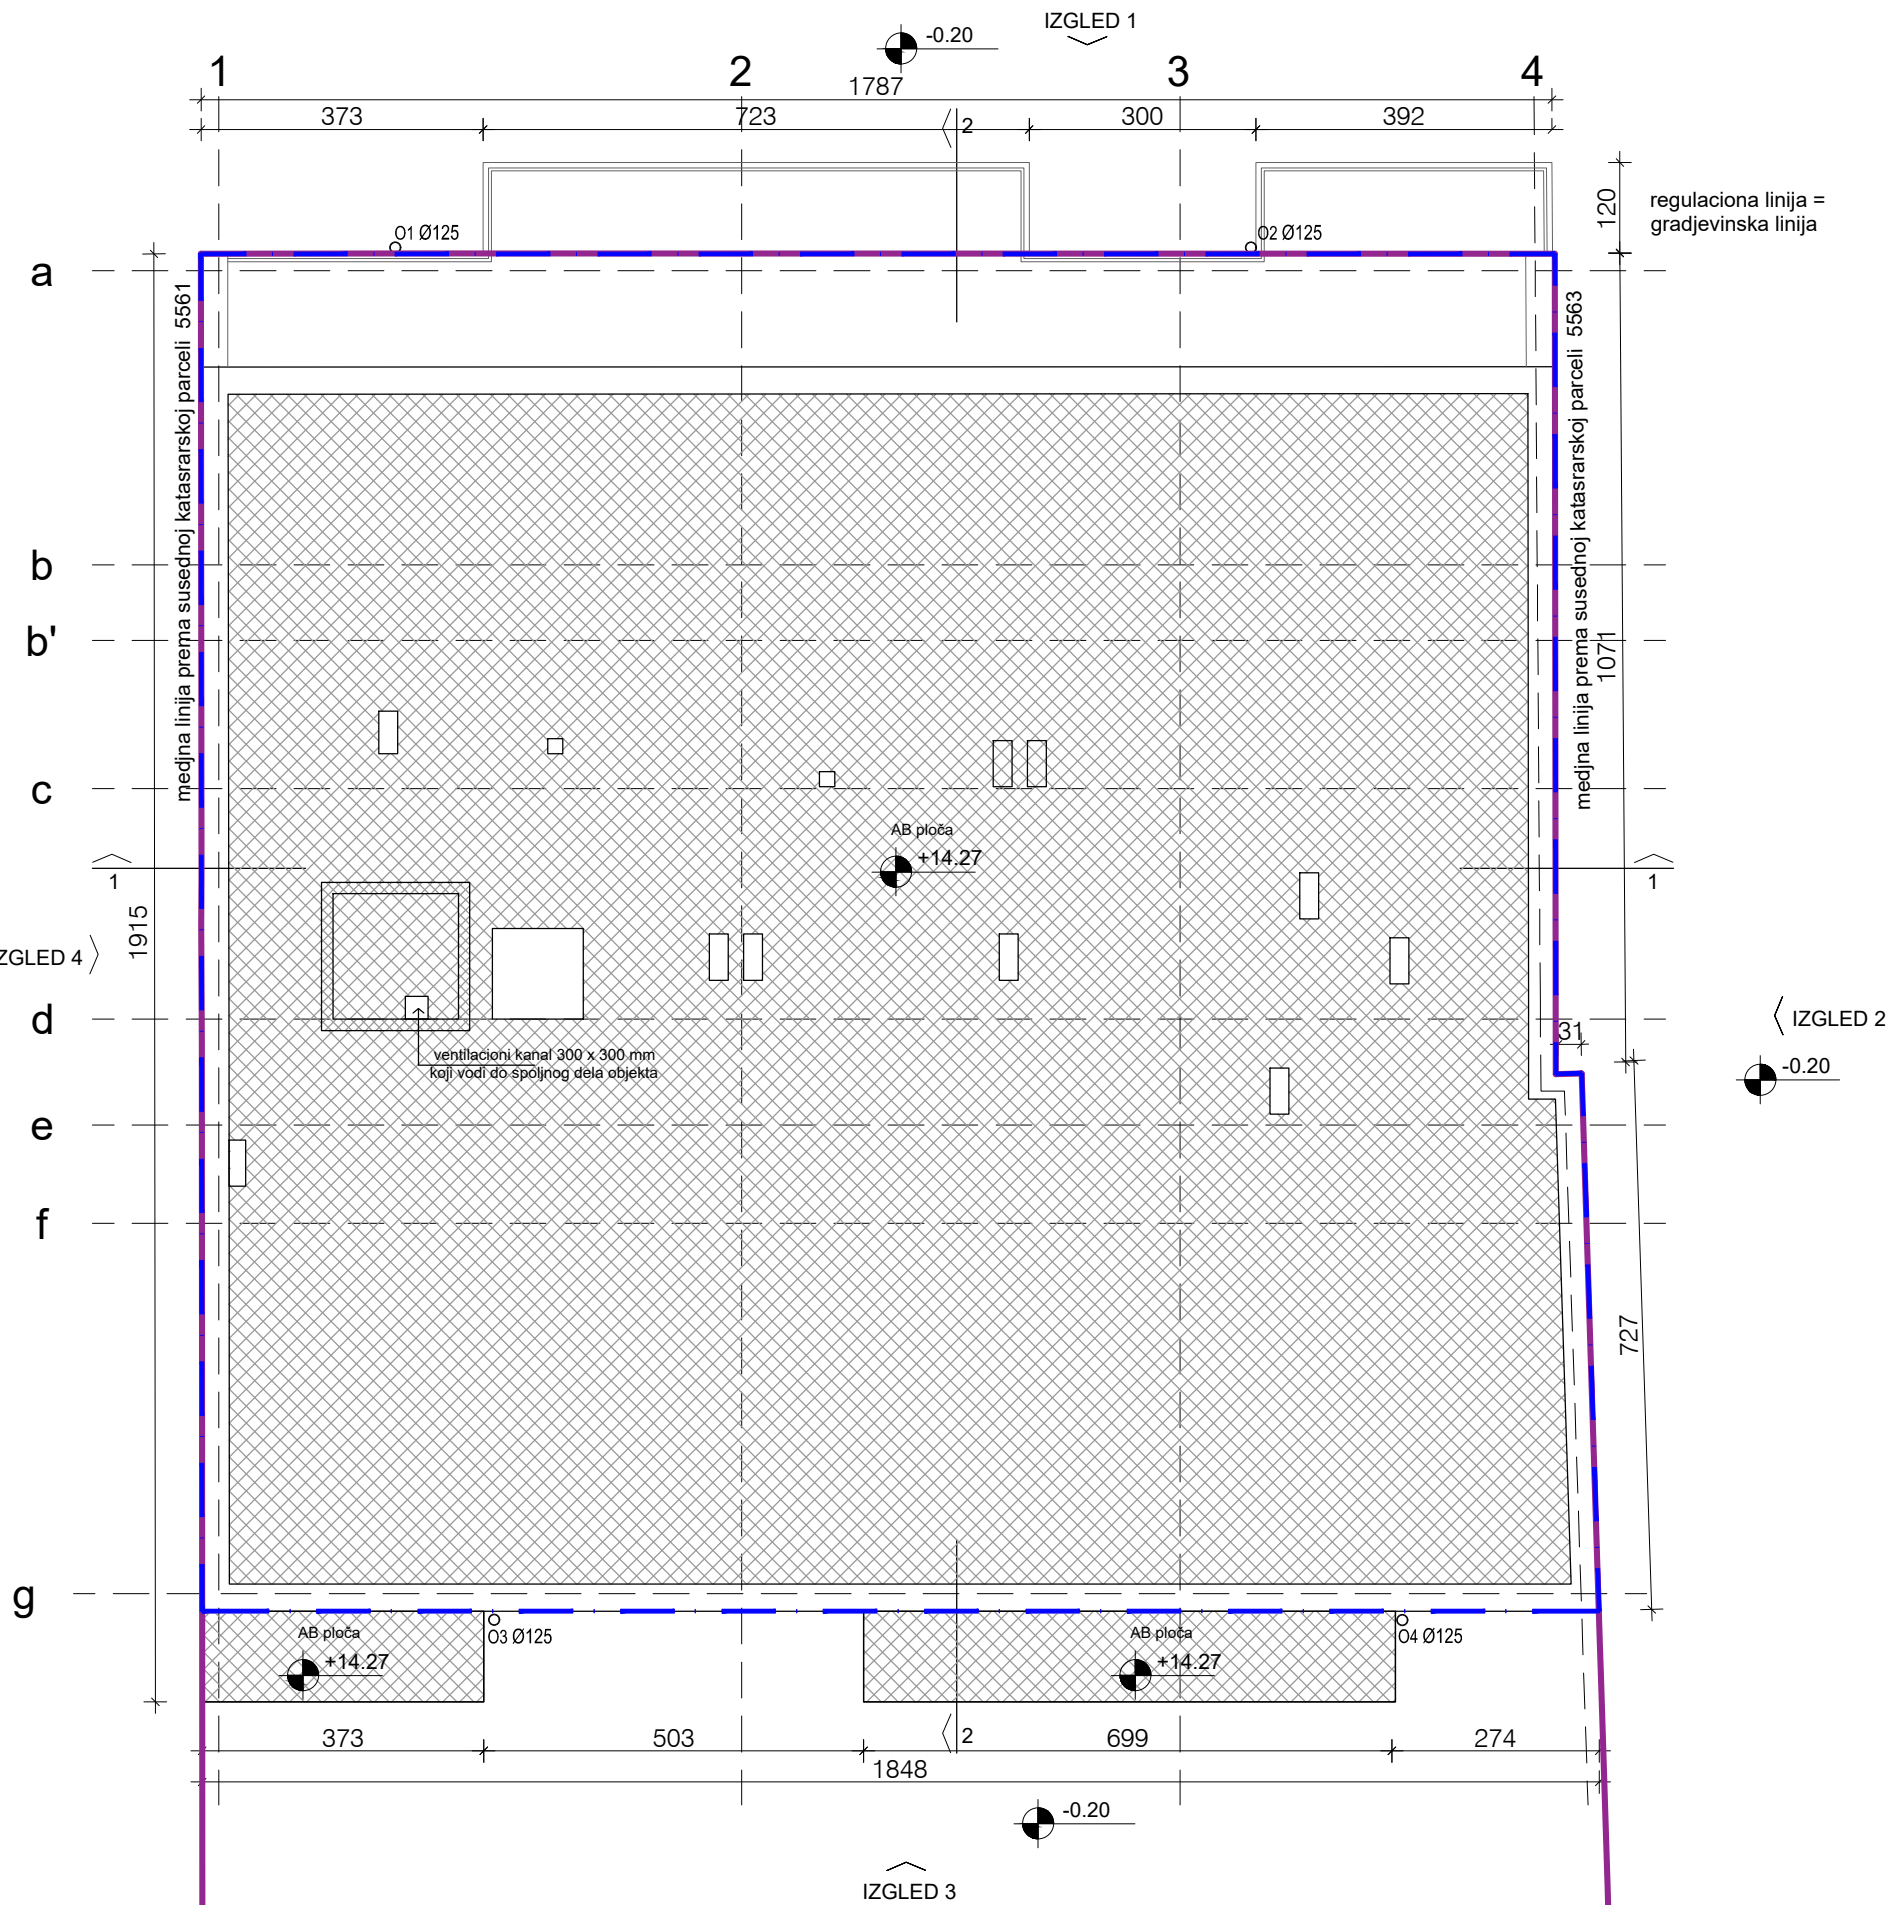 IZGLED 1
-0.20
1
2
3
4
1787
373
723
300
392
2
120
regulaciona linija =
gradjevinska linija
O1 Ø125
O2 Ø125
a
medjna linija prema susednoj katasrarskoj parceli 5561
medjna linija prema susednoj katasrarskoj parceli 5563
b
b'
1071
c
AB ploča
+14.27
1
1
1915
ZGLED 4
d
31
IZGLED 2
-0.20
ventilacioni kanal 300 x 300 mm
koji vodi do spoljnog dela objekta
e
f
727
g
AB ploča
+14.27
O3 Ø125
AB ploča
+14.27
O4 Ø125
373
503
2
699
274
1848
-0.20
IZGLED 3